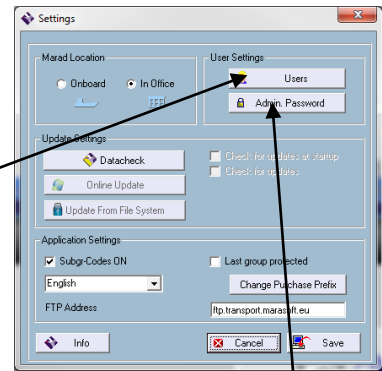 Settings
Marad Location
Onboard
In Office
User Settings
Users
Admin. Password
Update Settings
Datacheck
Online Update
Update From File System
Check for updates at startup
Check for updates
Application Settings
Subgr-Codes ON
Last group protected
English
Change Purchase Prefix
FTP Address
ftp.transport.marasoft.eu
Info
Cancel
Save